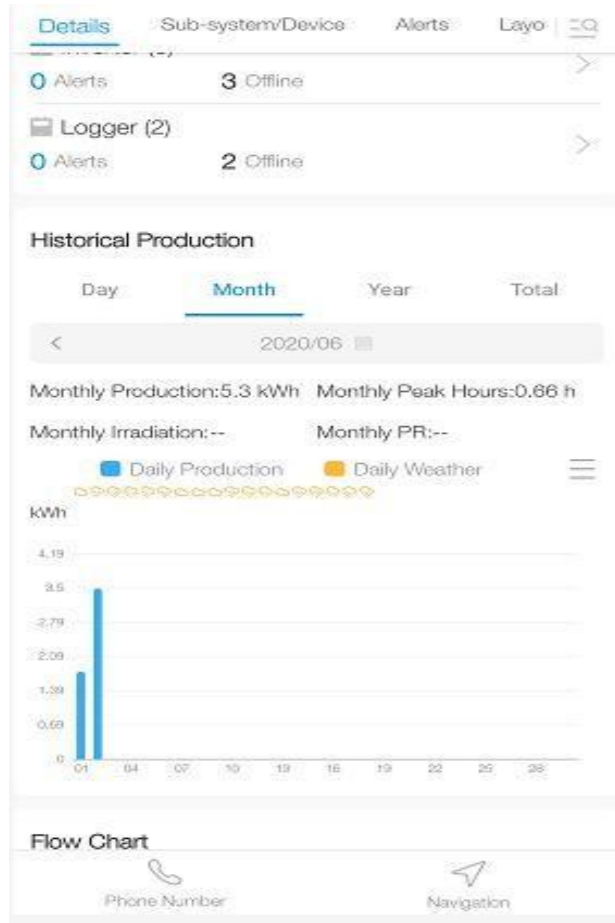 Details Sub-system/Device Alerts Layo
0 Alerts 3 Offline
Logger (2)
0 Alerts 2 Offline
Historical Production
Day Month Year Total
< 2020/06
Monthly Production:5.3 kWh Monthly Peak Hours:0.66 h
Monthly Irradiation:-- Monthly PR:--
Daily Production Daily Weather
kWh
4.19
3.5
2.79
2.09
1.39
0.69
0
01 04 07 10 13 16 19 22 25 28
Flow Chart
Phone Number Navigation